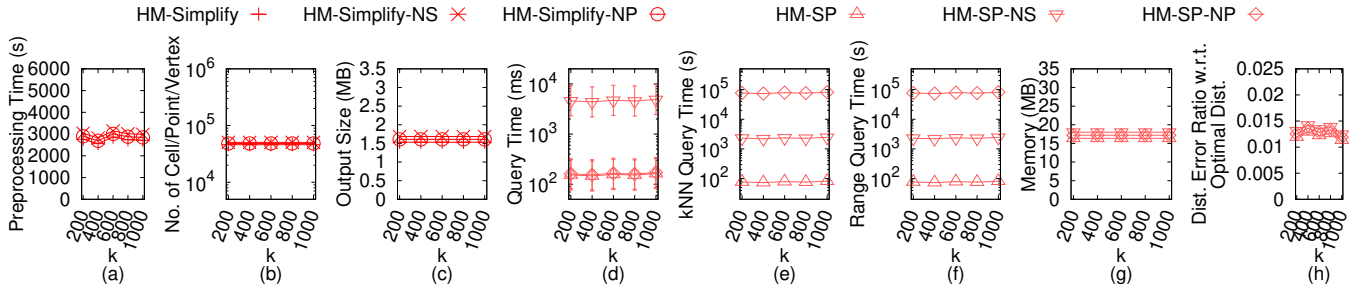 HM-Simplify
HM-Simplify-NS
HM-Simplify-NP
HM-SP
HM-SP-NS
HM-SP-NP
Preprocessing Time (s)
6000
5000
4000
3000
2000
1000
0
200
400
600
800
1000
k
(a)
No. of Cell/Point/Vertex
10^6
10^5
10^4
200
400
600
800
1000
k
(b)
Output Size (MB)
3.5
3
2.5
2
1.5
1
0.5
0
200
400
600
800
1000
k
(c)
Query Time (ms)
10^4
10^3
10^2
200
400
600
800
1000
k
(d)
kNN Query Time (s)
10^5
10^4
10^3
10^2
200
400
600
800
1000
k
(e)
Range Query Time (s)
10^5
10^4
10^3
10^2
200
400
600
800
1000
k
(f)
Memory (MB)
35
30
25
20
15
10
5
0
200
400
600
800
1000
k
(g)
Dist. Error Ratio w.r.t.
Optimal Dist.
0.025
0.02
0.015
0.01
0.005
0
200
400
600
800
1000
k
(h)